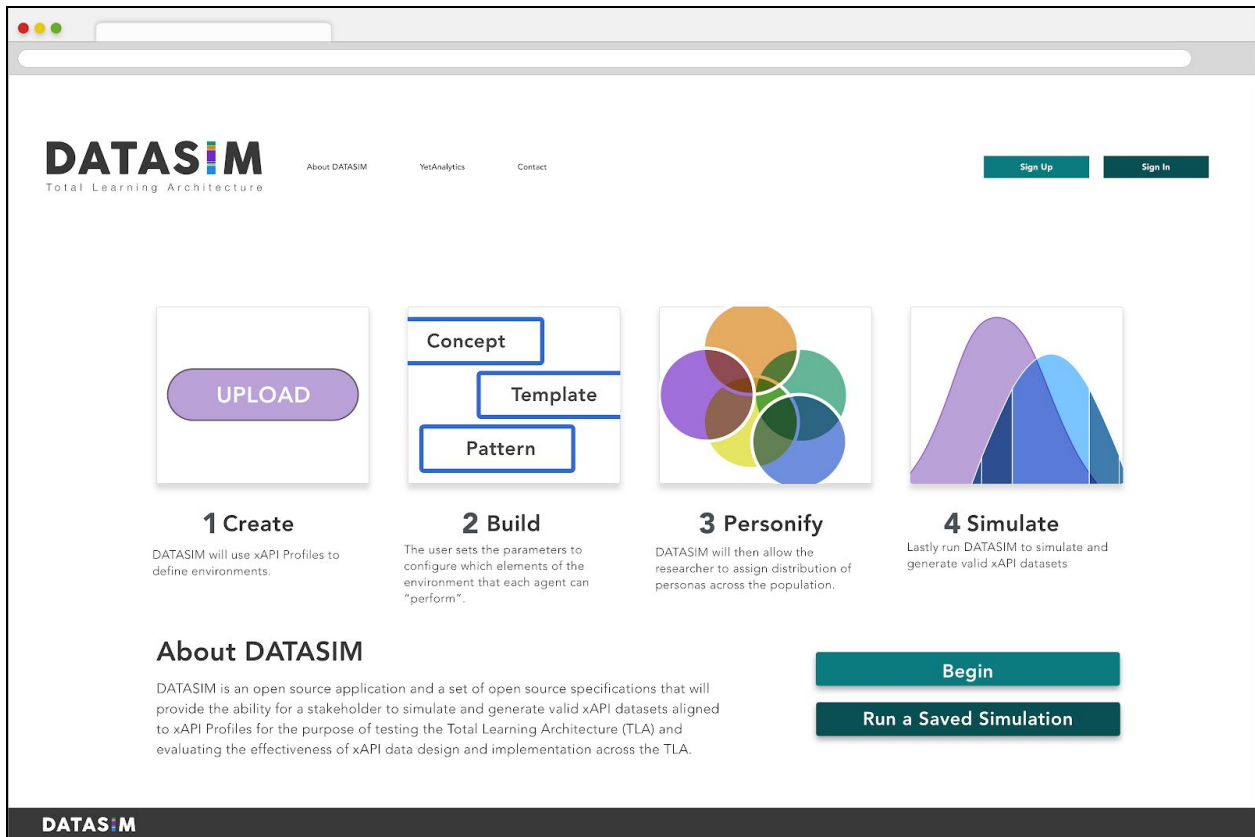 DATASIM
Total Learning Architecture
About DATASIM
YetAnalytics
Contact
Sign Up
Sign In
UPLOAD
Concept
Template
Pattern
1 Create
DATASIM will use xAPI Profiles to
define environments.
2 Build
The user sets the parameters to
configure which elements of the
environment that each agent can
“perform”.
3 Personify
DATASIM will then allow the
researcher to assign distribution of
personas across the population.
4 Simulate
Lastly run DATASIM to simulate and
generate valid xAPI datasets
About DATASIM
DATASIM is an open source application and a set of open source specifications that will
provide the ability for a stakeholder to simulate and generate valid xAPI datasets aligned
to xAPI Profiles for the purpose of testing the Total Learning Architecture (TLA) and
evaluating the effectiveness of xAPI data design and implementation across the TLA.
Begin
Run a Saved Simulation
DATASIM